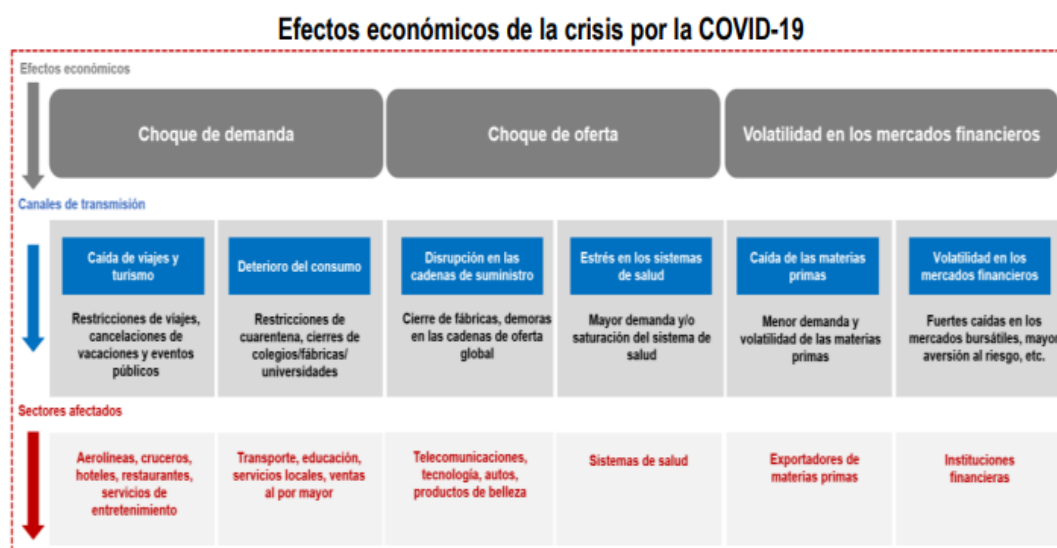 Efectos económicos de la crisis por la COVID-19
Efectos económicos
Choque de demanda
Choque de oferta
Volatilidad en los mercados financieros
Canales de transmisión
Caída de viajes y
turismo
Restricciones de viajes,
cancelaciones de
vacaciones y eventos
públicos
Deterioro del consumo
Restricciones de
cuarentena, cierres de
colegios/fábricas/
universidades
Disrupción en las
cadenas de suministro
Cierre de fábricas, demoras
en las cadenas de oferta
global
Estrés en los sistemas
de salud
Mayor demanda y/o
saturación del sistema de
salud
Caída de las materias
primas
Menor demanda y
volatilidad de las materias
primas
Volatilidad en los
mercados financieros
Fuertes caídas en los
mercados bursátiles, mayor
aversión al riesgo, etc.
Sectores afectados
Aerolíneas, cruceros,
hoteles, restaurantes,
servicios de
entretenimiento
Transporte, educación,
servicios locales, ventas
al por mayor
Telecomunicaciones,
tecnología, autos,
productos de belleza
Sistemas de salud
Exportadores de
materias primas
Instituciones
financieras